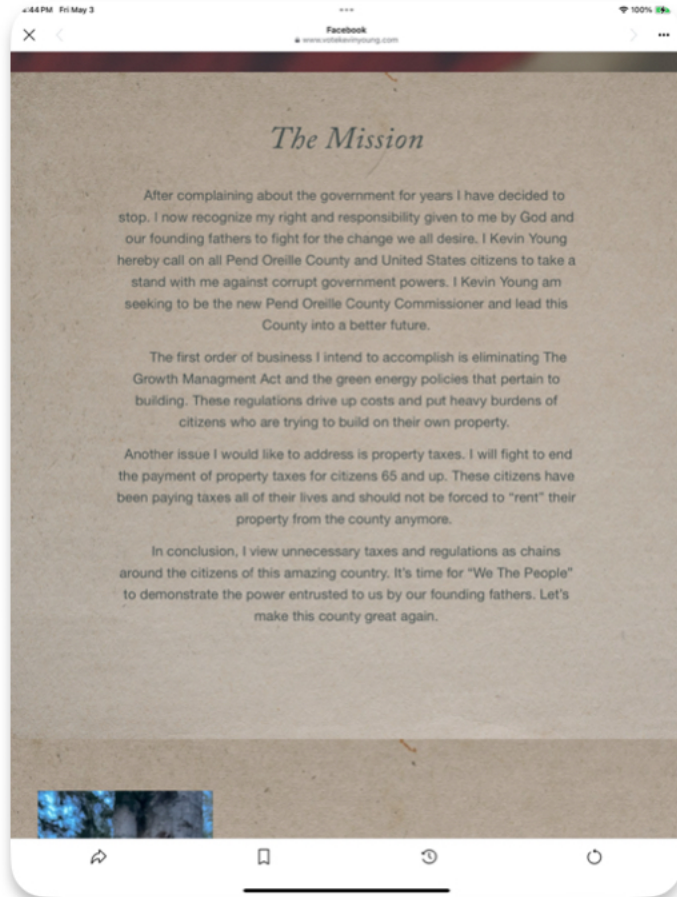 4:44 PM Fri May 3
100%
Facebook
www.votekevinyoung.com
The Mission
After complaining about the government for years I have decided to
stop. I now recognize my right and responsibility given to me by God and
our founding fathers to fight for the change we all desire. I Kevin Young
hereby call on all Pend Oreille County and United States citizens to take a
stand with me against corrupt government powers. I Kevin Young am
seeking to be the new Pend Oreille County Commissioner and lead this
County into a better future.
The first order of business I intend to accomplish is eliminating The
Growth Managment Act and the green energy policies that pertain to
building. These regulations drive up costs and put heavy burdens of
citizens who are trying to build on their own property.
Another issue I would like to address is property taxes. I will fight to end
the payment of property taxes for citizens 65 and up. These citizens have
been paying taxes all of their lives and should not be forced to “rent” their
property from the county anymore.
In conclusion, I view unnecessary taxes and regulations as chains
around the citizens of this amazing country. It's time for “We The People”
to demonstrate the power entrusted to us by our founding fathers. Let's
make this county great again.